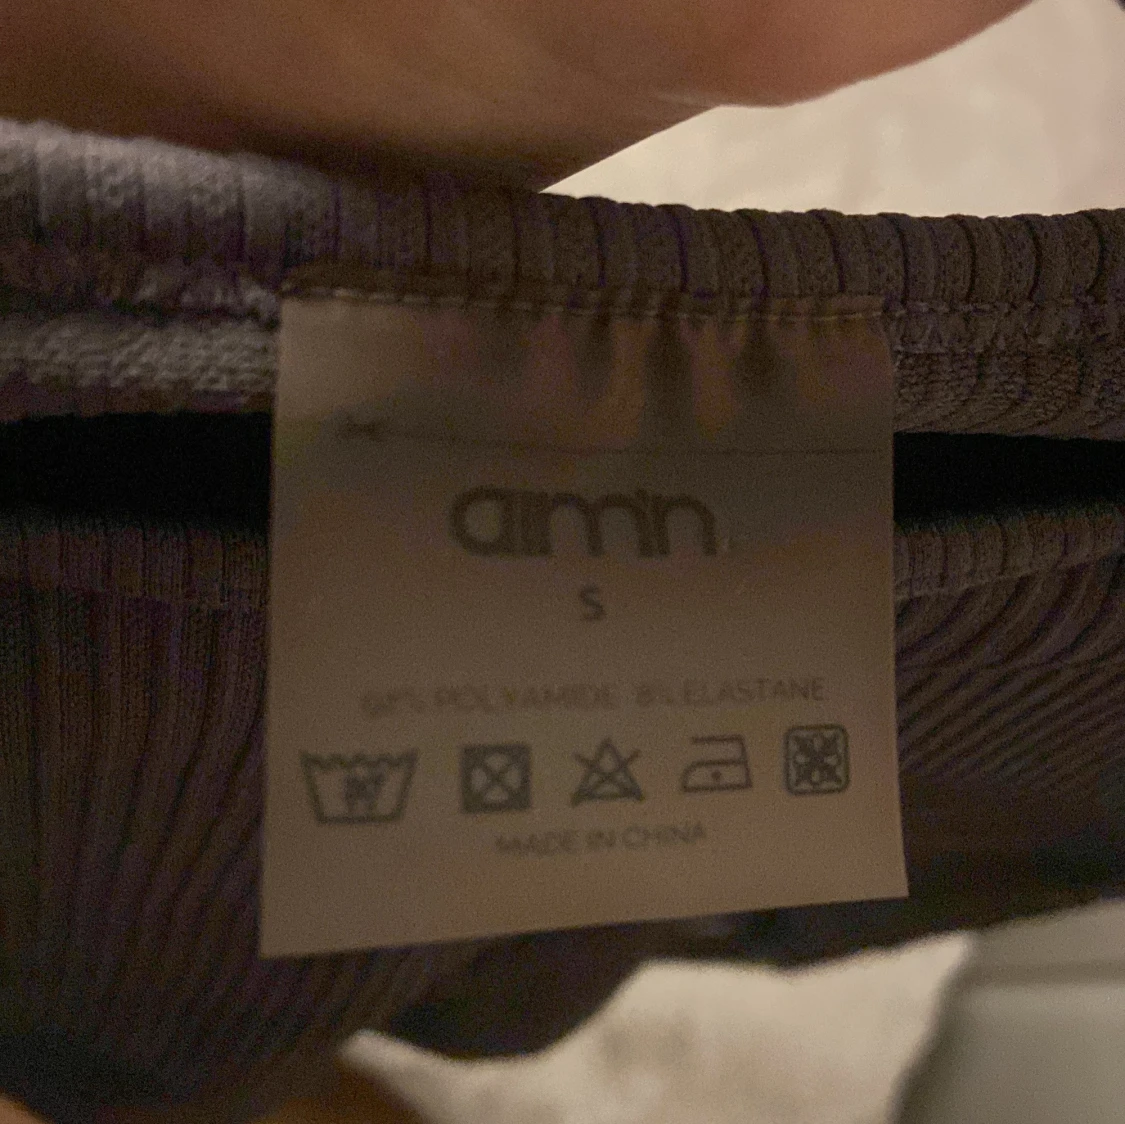 aim'n
S
92% POLYAMIDE 8% ELASTANE
MADE IN CHINA